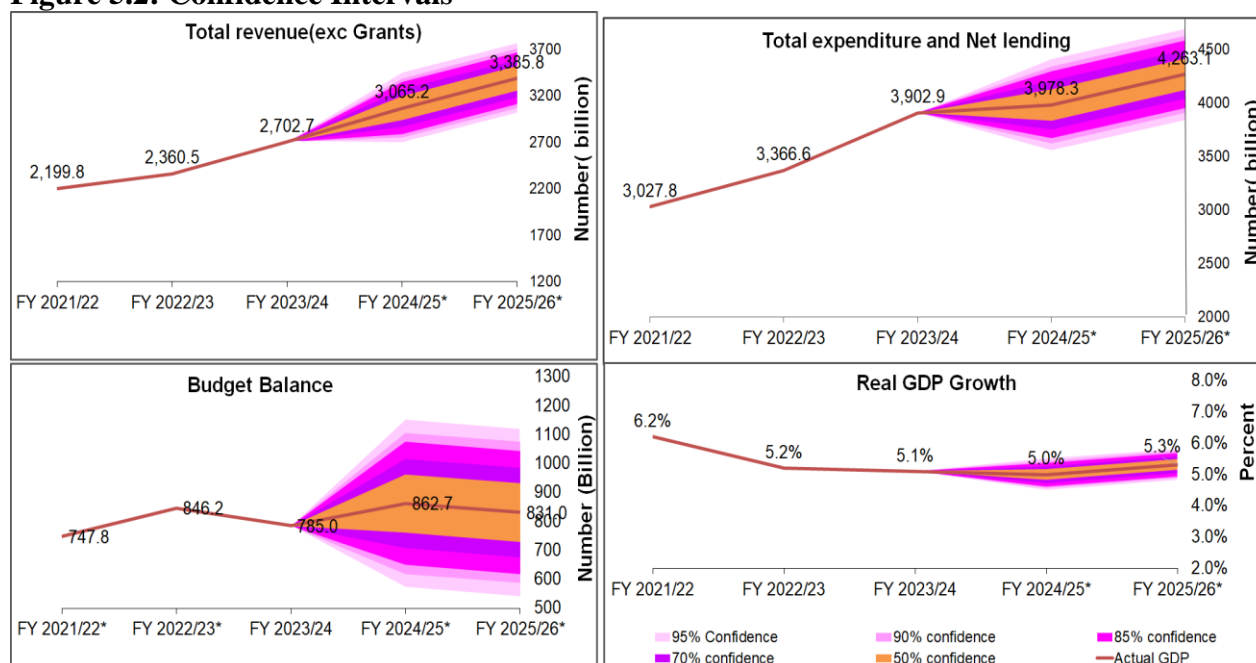 Figure 5.2: Confidence Intervals
Total revenue(exc Grants)
3700
3200
2700
2200
1700
1200
Number( billion)
2,199.8
2,360.5
2,702.7
3,065.2
3,385.8
FY 2021/22
FY 2022/23
FY 2023/24
FY 2024/25*
FY 2025/26*
Total expenditure and Net lending
4500
4000
3500
3000
2500
2000
Number( billion)
3,027.8
3,366.6
3,902.9
3,978.3
4,263.1
FY 2021/22
FY 2022/23
FY 2023/24
FY 2024/25*
FY 2025/26*
Budget Balance
1300
1200
1100
1000
900
800
700
600
500
Number (Billion)
747.8
846.2
785.0
862.7
831.0
FY 2021/22*
FY 2022/23*
FY 2023/24
FY 2024/25*
FY 2025/26*
Real GDP Growth
8.0%
7.0%
6.0%
5.0%
4.0%
3.0%
2.0%
Percent
6.2%
5.2%
5.1%
5.0%
5.3%
FY 2021/22
FY 2022/23
FY 2023/24
FY 2024/25*
FY 2025/26*
95% Confidence
90% confidence
85% confidence
70% confidence
50% confidence
Actual GDP